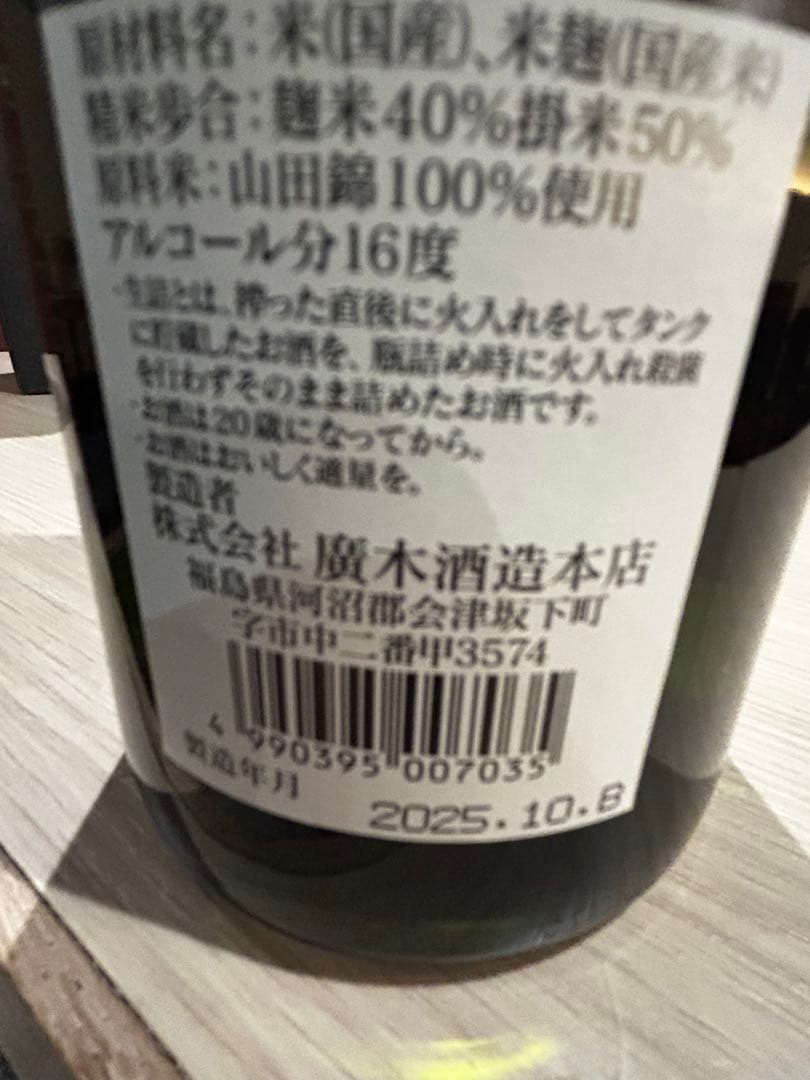 原材料名：米(国産)、米麹(国産米)
精米歩合：麹米40%掛米50%
原料米：山田錦100%使用
アルコール分16度
・生詰とは、搾った直後に火入れをしてタンク
に貯蔵したお酒を、瓶詰め時に火入れ殺菌
を行わずそのまま詰めたお酒です。
・お酒は20歳になってから。
・お酒はおいしく適量を。
製造者
株式会社 廣木酒造本店
福島県河沼郡会津坂下町
字市中二番甲3574
4 990395 007035
製造年月
2025.10.8